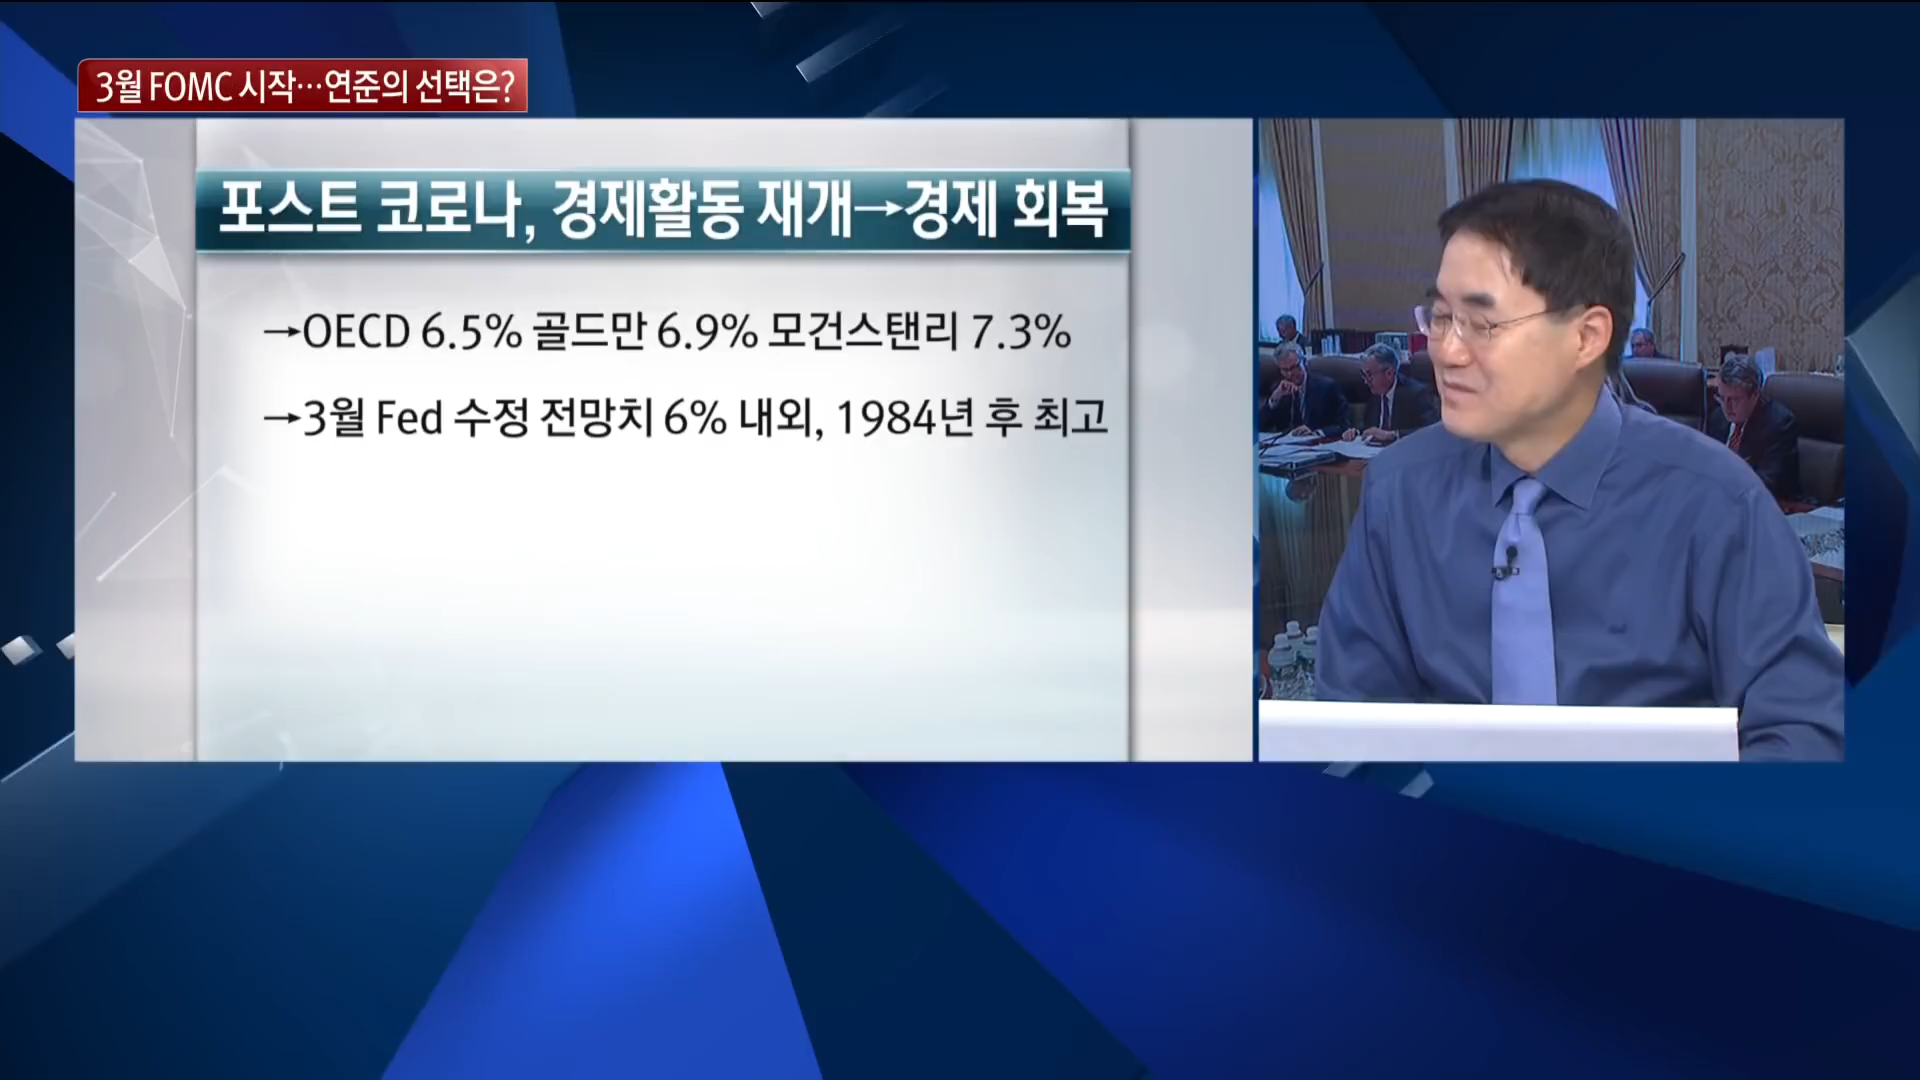 3월 FOMC 시작…연준의 선택은?
포스트 코로나, 경제활동 재개→경제 회복
→OECD 6.5% 골드만 6.9% 모건스탠리 7.3%
→3월 Fed 수정 전망치 6% 내외, 1984년 후 최고